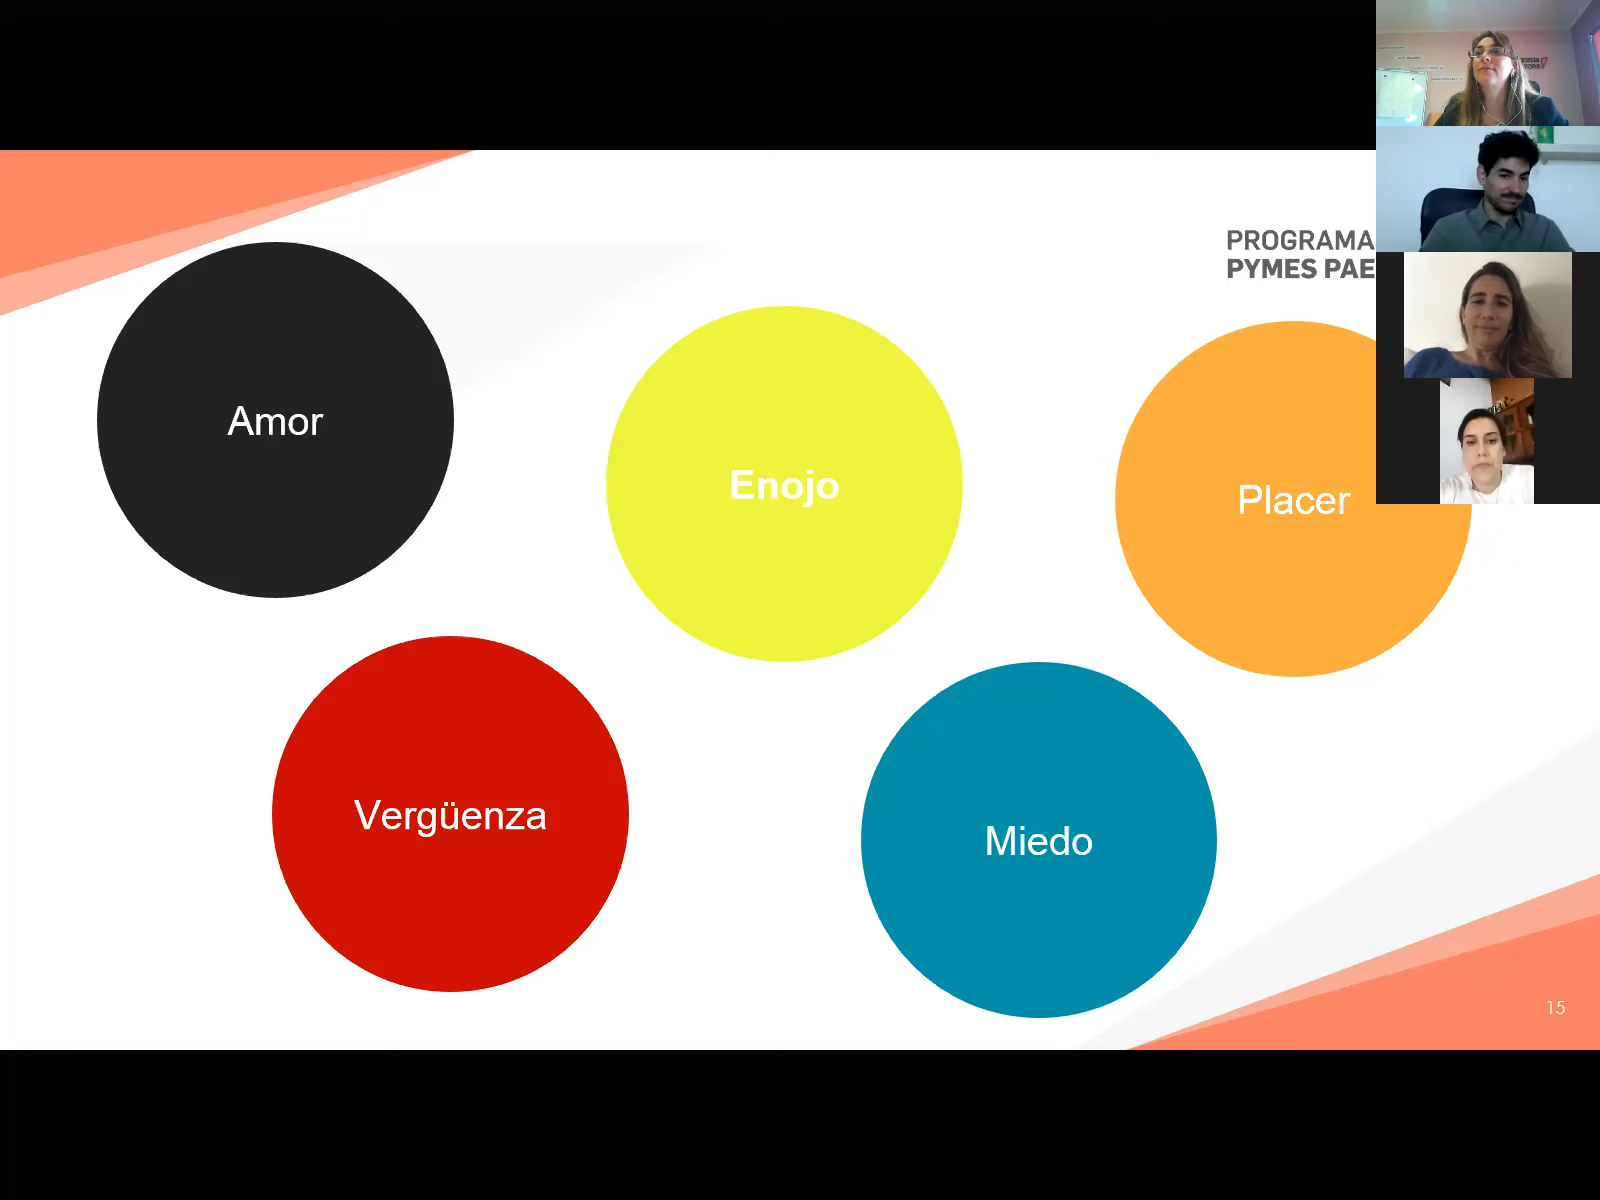 PROGRAMA
PYMES PAE
Amor
Enojo
Placer
Vergüenza
Miedo
15